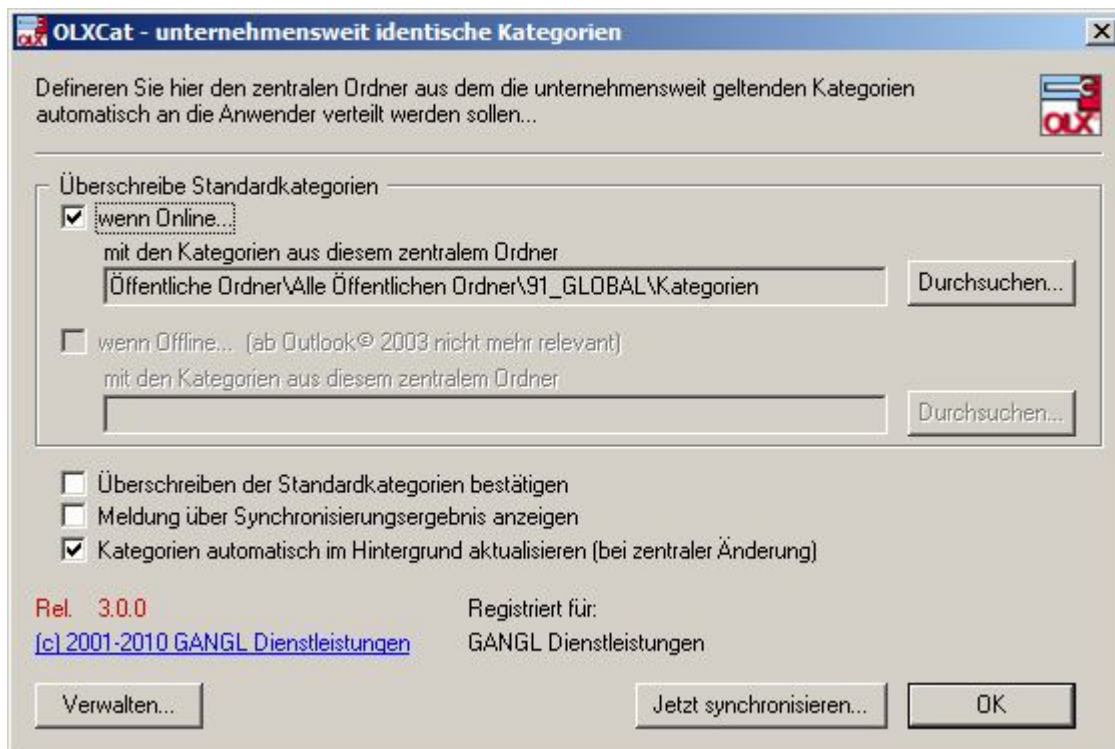 OLXCat - unternehmensweit identische Kategorien
Defineren Sie hier den zentralen Ordner aus dem die unternehmensweit geltenden Kategorien
automatisch an die Anwender verteilt werden sollen...
OLX
Überschreibe Standardkategorien
wenn Online...
mit den Kategorien aus diesem zentralem Ordner
Öffentliche Ordner\Alle Öffentlichen Ordner\91_GLOBAL\Kategorien
Durchsuchen...
wenn Offline... (ab Outlook© 2003 nicht mehr relevant)
mit den Kategorien aus diesem zentralem Ordner
Durchsuchen...
Überschreiben der Standardkategorien bestätigen
Meldung über Synchronisierungsergebnis anzeigen
Kategorien automatisch im Hintergrund aktualisieren (bei zentraler Änderung)
Rel. 3.0.0
Registriert für:
(c) 2001-2010 GANGL Dienstleistungen
GANGL Dienstleistungen
Verwalten...
Jetzt synchronisieren...
OK